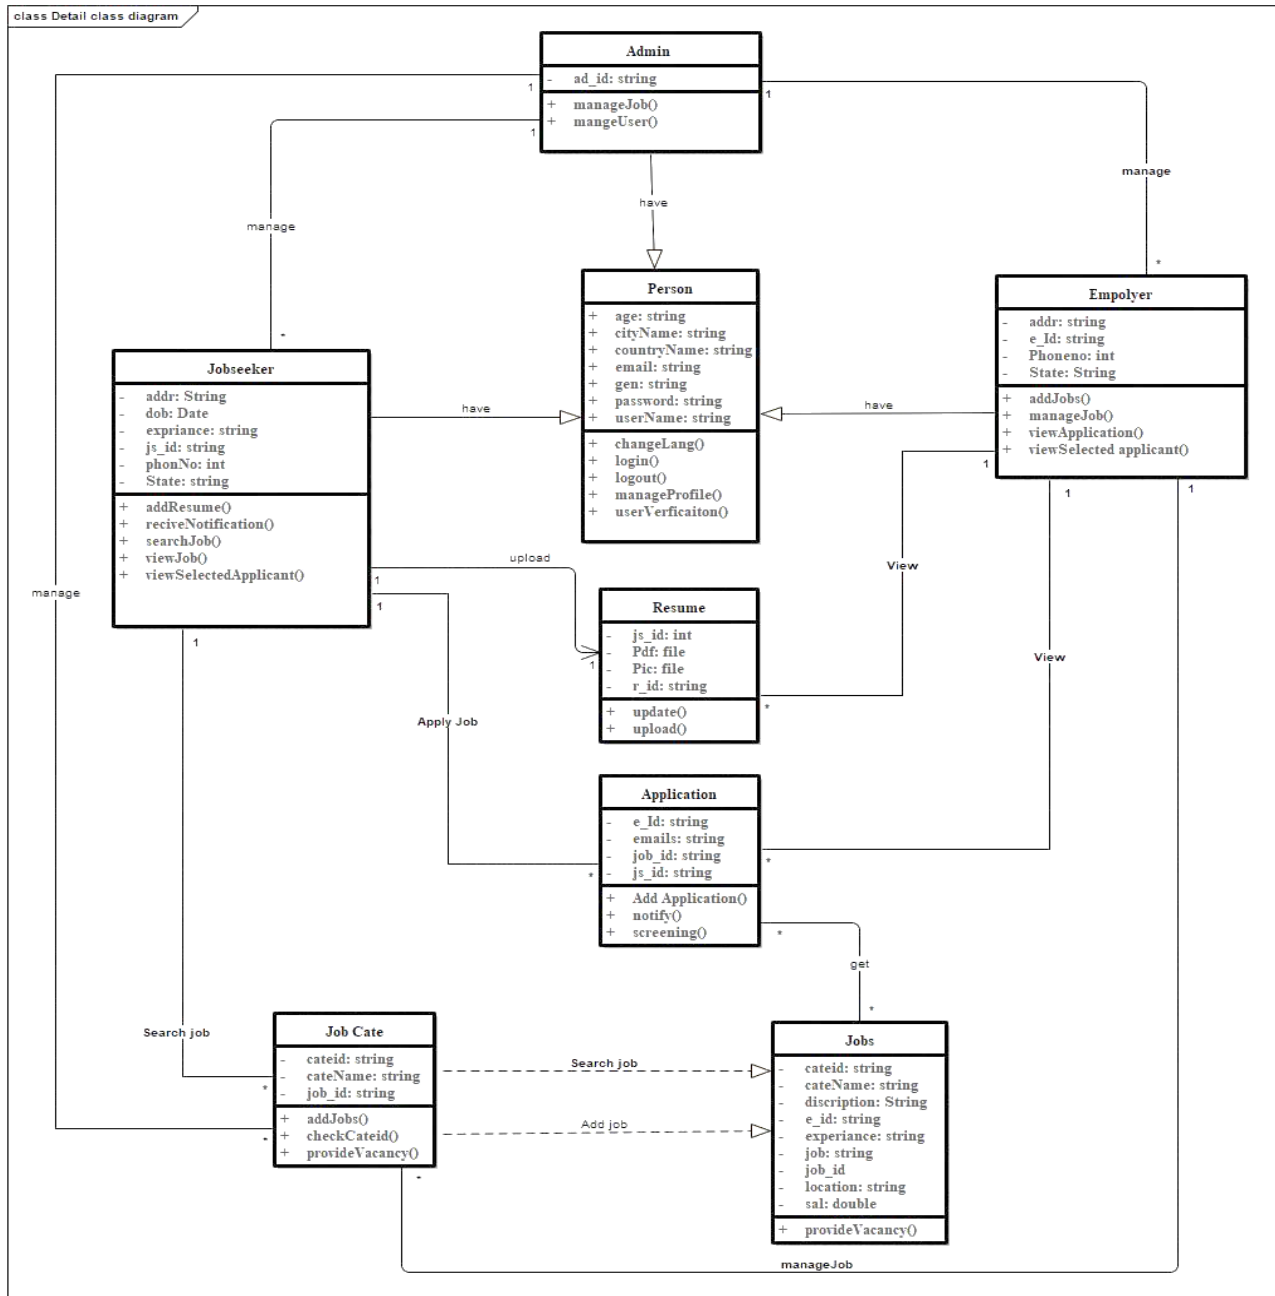 class Detail class diagram
Admin
- ad_id: string
+ manageJob()
+ mangeUser()
1
1
1
manage
manage
have
*
*
Person
+ age: string
+ cityName: string
+ countryName: string
+ email: string
+ gen: string
+ password: string
+ userName: string
+ changeLang()
+ login()
+ logout()
+ manageProfile()
+ userVerficaiton()
Empolyer
- addr: string
- e_Id: string
- Phoneno: int
- State: String
+ addJobs()
+ manageJob()
+ viewApplication()
+ viewSelected applicant()
Jobseeker
- addr: String
- dob: Date
- expriance: string
- js_id: string
- phonNo: int
- State: string
+ addResume()
+ reciveNotification()
+ searchJob()
+ viewJob()
+ viewSelectedApplicant()
have
have
1
1
1
upload
1
1
View
manage
1
1
Resume
- js_id: int
- Pdf: file
- Pic: file
- r_id: string
+ update()
+ upload()
*
View
Apply Job
Application
- e_Id: string
- emails: string
- job_id: string
- js_id: string
+ Add Application()
+ notify()
+ screening()
*
*
*
get
*
Search job
Job Cate
- cateid: string
- cateName: string
- job_id: string
+ addJobs()
+ checkCateid()
+ provideVacancy()
*
*
*
Search job
Add job
Jobs
- cateid: string
- cateName: string
- discription: String
- e_id: string
- experiance: string
- job: string
- job_id
- location: string
- sal: double
+ provideVacancy()
manageJob